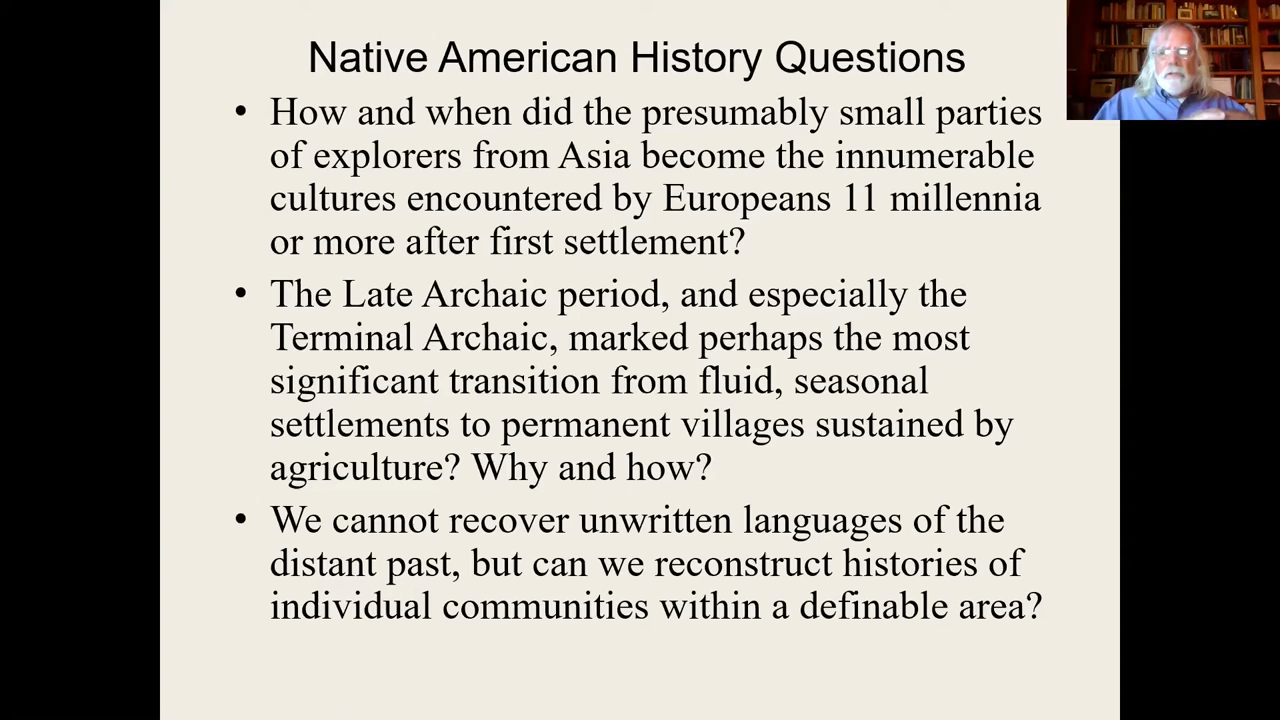 Native American History Questions
• How and when did the presumably small parties
of explorers from Asia become the innumerable
cultures encountered by Europeans 11 millennia
or more after first settlement?
• The Late Archaic period, and especially the
Terminal Archaic, marked perhaps the most
significant transition from fluid, seasonal
settlements to permanent villages sustained by
agriculture? Why and how?
• We cannot recover unwritten languages of the
distant past, but can we reconstruct histories of
individual communities within a definable area?